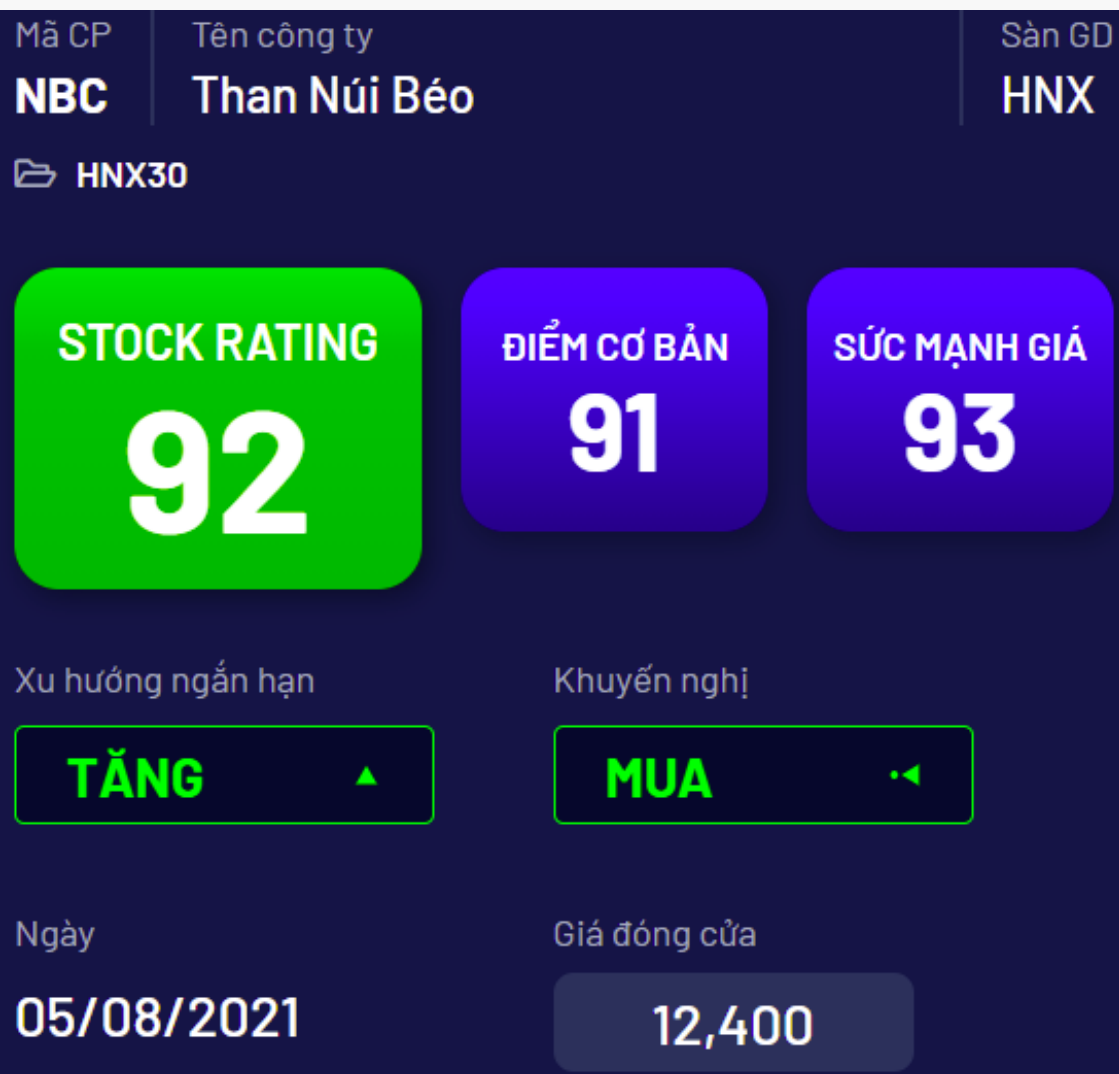 Mã CP Tên công ty Sàn GD
NBC Than Núi Béo HNX
HNX30
STOCK RATING ĐIỂM CƠ BẢN SỨC MẠNH GIÁ
92 91 93
Xu hướng ngắn hạn Khuyến nghị
TĂNG MUA
Ngày Giá đóng cửa
05/08/2021 12,400